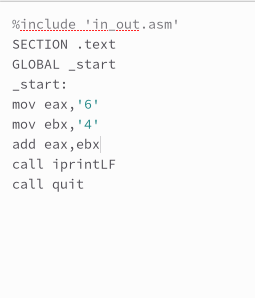 %include 'in_out.asm'
SECTION .text
GLOBAL _start
_start:
mov eax,'6'
mov ebx,'4'
add eax,ebx
call iprintLF
call quit